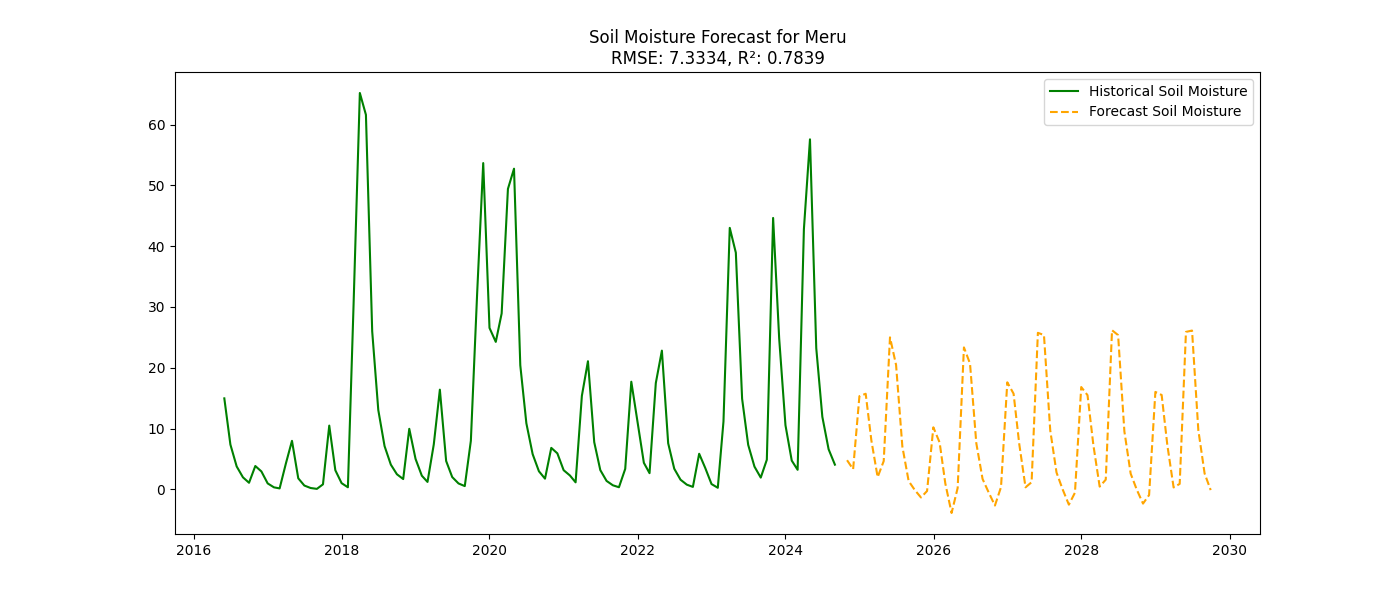 Soil Moisture Forecast for Meru
RMSE: 7.3334, R²: 0.7839
Historical Soil Moisture
Forecast Soil Moisture
60
50
40
30
20
10
0
2016 2018 2020 2022 2024 2026 2028 2030